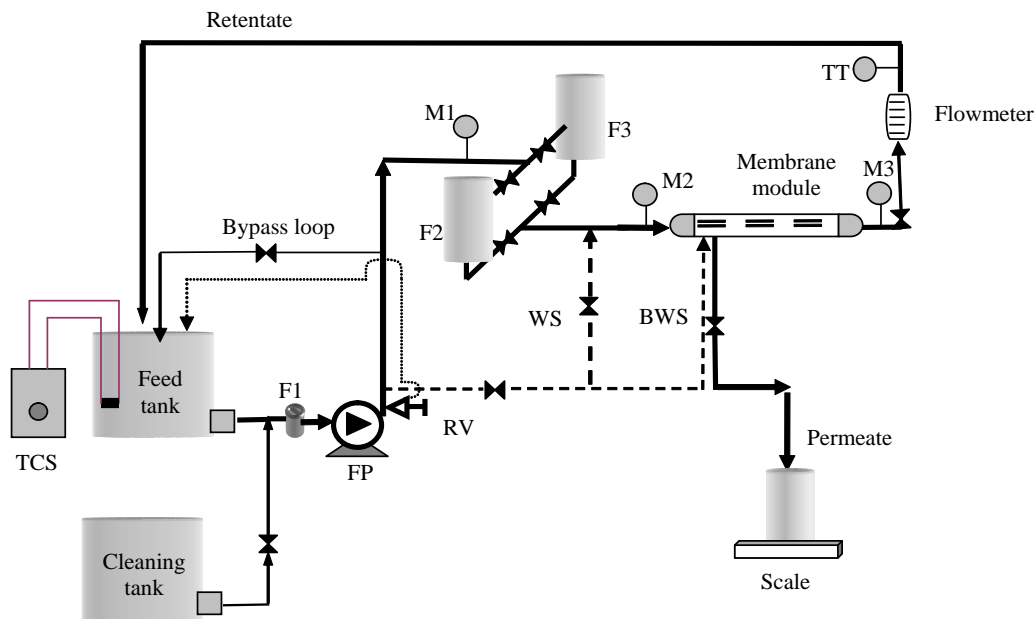 Retentate
TT
M1
F3
Flowmeter
Membrane
module
M2
M3
F2
Bypass loop
WS
BWS
Feed
tank
F1
RV
TCS
FP
Permeate
Cleaning
tank
Scale